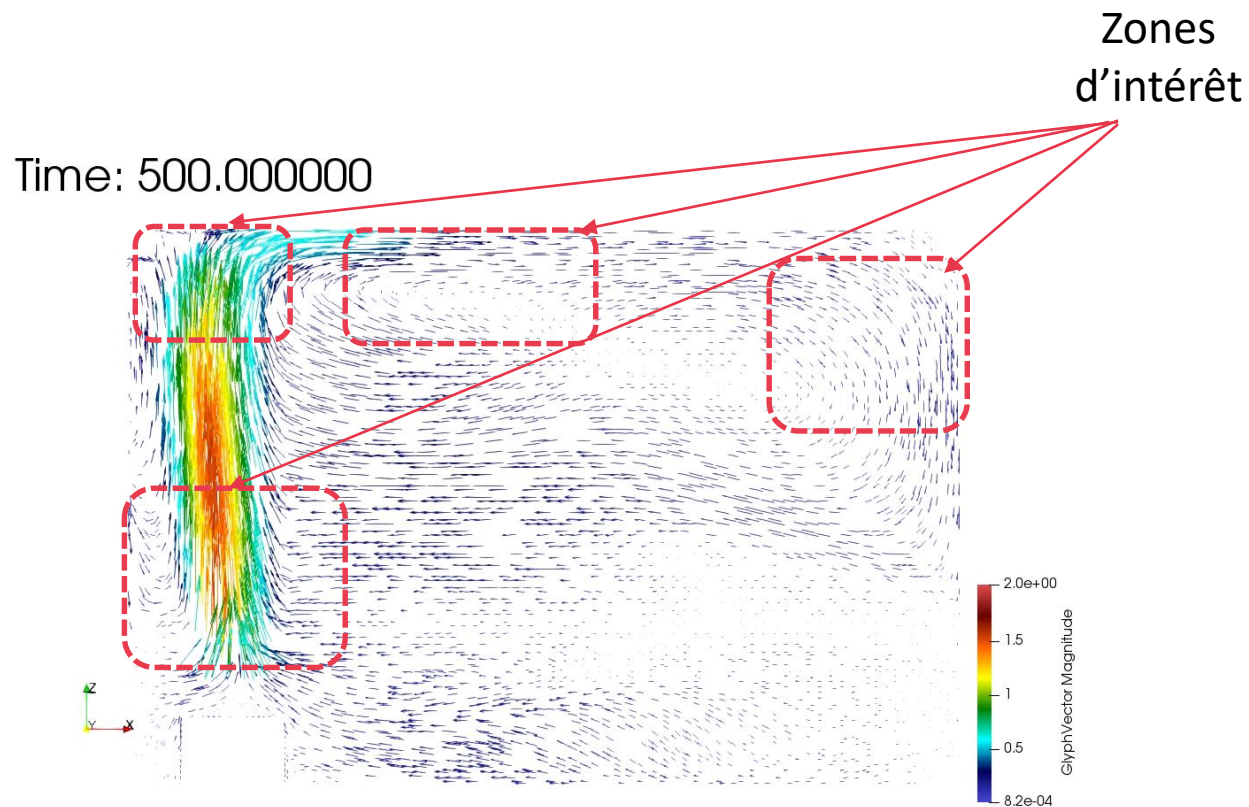 Zones
d'intérêt
Time: 500.000000
2.0e+00
1.5
1
0.5
8.2e-04
GlyphVector Magnitude
Z
Y
X